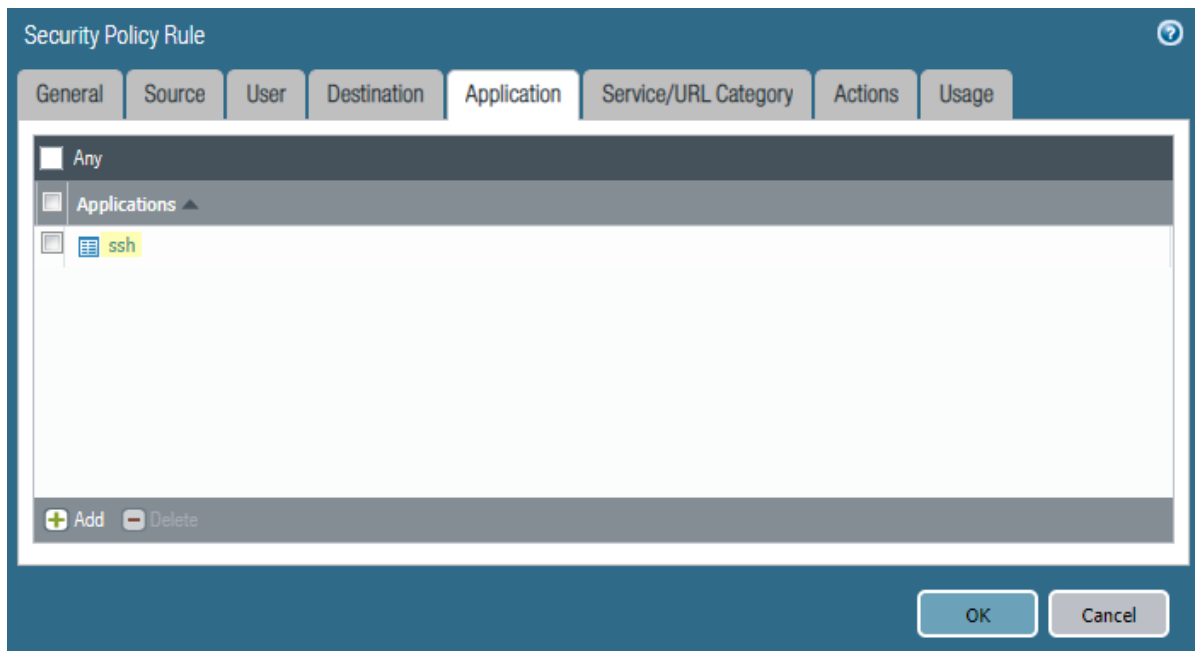 Security Policy Rule
General Source User Destination Application Service/URL Category Actions Usage
Any
Applications
ssh
Add Delete
OK Cancel